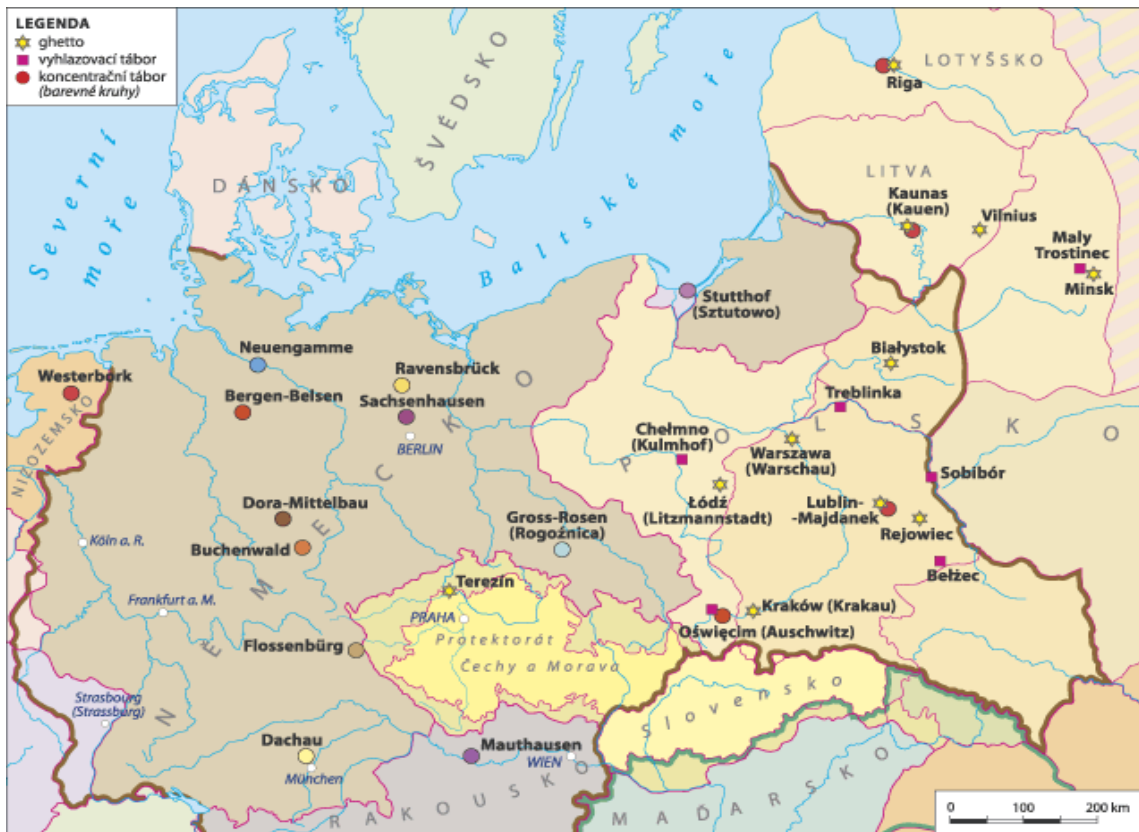 LEGENDA
ghetto
vyhlazovací tábor
koncentrační tábor
(barevné kruhy)
Severní
moře
DÁNSKO
ŠVÉDSKO
Baltské moře
LOTYŠSKO
Riga
LITVA
Kaunas
(Kauen)
Vilnius
Maly
Trostinec
Minsk
Stutthof
(Sztutowo)
Neuengamme
Westerbork
Bergen-Belsen
Ravensbrück
Sachsenhausen
BERLIN
NIZOZEMSKO
Białystok
Treblinka
Chełmno
(Kulmhof)
POLSKO
Warszawa
(Warschau)
Sobibór
Łódź
(Litzmannstadt)
Lublin-
-Majdanek
Rejowiec
Bełżec
Dora-Mittelbau
Buchenwald
Köln a. R.
Gross-Rosen
(Rogoźnica)
NĚMECKO
Terezín
PRAHA
Protektorát
Čechy a Morava
Frankfurt a. M.
Flossenbürg
Kraków (Krakau)
Oświęcim (Auschwitz)
Slovensko
Strasbourg
(Strassberg)
Dachau
München
Mauthausen
WIEN
RAKOUSKO
MAĎARSKO
0 100 200 km